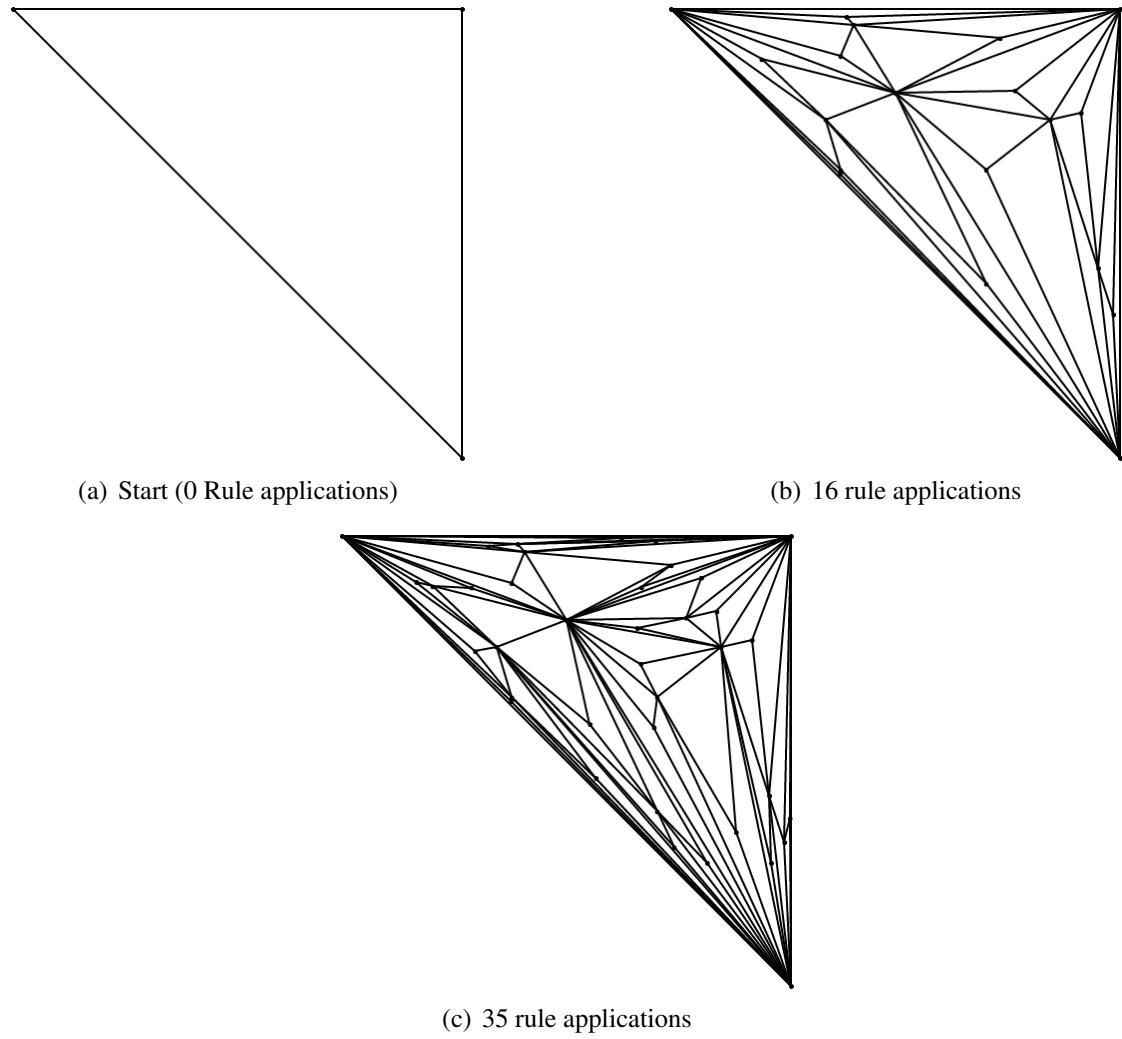 (a) Start (0 Rule applications)
(b) 16 rule applications
(c) 35 rule applications